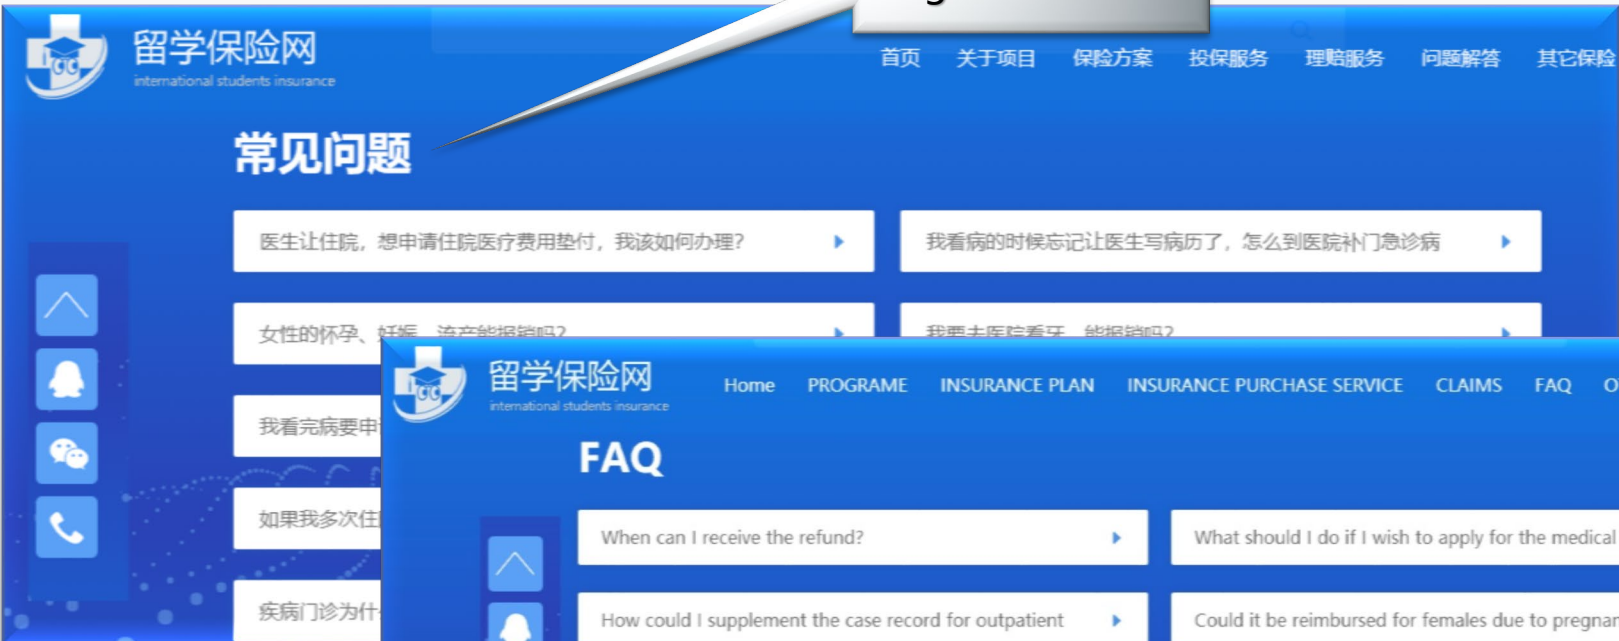 留学保险网
international students insurance
首页 关于项目 保险方案 投保服务 理赔服务 问题解答 其它保险
常见问题
医生让住院，想申请住院医疗费用垫付，我该如何办理?
我看病的时候忘记让医生写病历了，怎么到医院补门急诊病
女性的怀孕、妊娠、流产能报销吗?
我要去医院看牙，能报销吗?
我看完病要申
如果我多次住
疾病门诊为什
留学保险网
international students insurance
Home PROGRAME INSURANCE PLAN INSURANCE PURCHASE SERVICE CLAIMS FAQ O
FAQ
When can I receive the refund?
What should I do if I wish to apply for the medical
How could I supplement the case record for outpatient
Could it be reimbursed for females due to pregnan